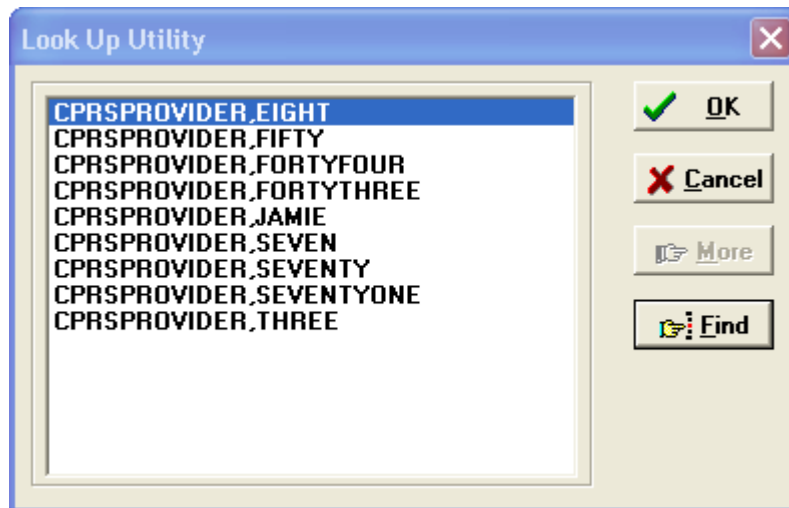 Look Up Utility
CPRSPROVIDER,EIGHT
CPRSPROVIDER,FIFTY
CPRSPROVIDER,FORTYFOUR
CPRSPROVIDER,FORTYTHREE
CPRSPROVIDER,JAMIE
CPRSPROVIDER,SEVEN
CPRSPROVIDER,SEVENTY
CPRSPROVIDER,SEVENTYONE
CPRSPROVIDER,THREE
OK
Cancel
More
Find